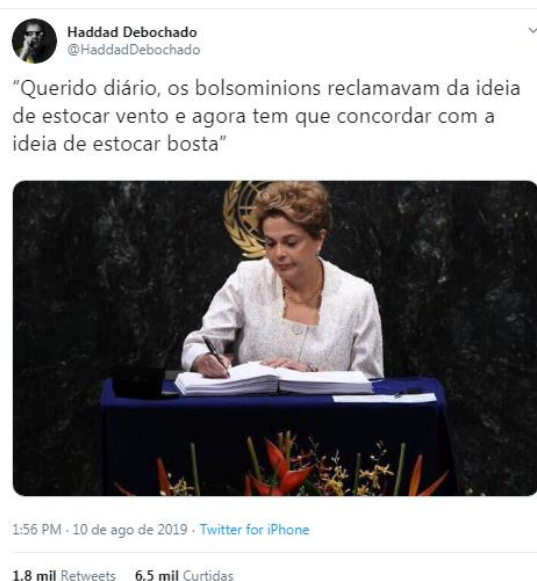 Haddad Debochado
@HaddadDebochado
“Querido diário, os bolsominions reclamavam da ideia
de estocar vento e agora tem que concordar com a
ideia de estocar bosta”
1:56 PM · 10 de ago de 2019 · Twitter for iPhone
1,8 mil Retweets 6,5 mil Curtidas